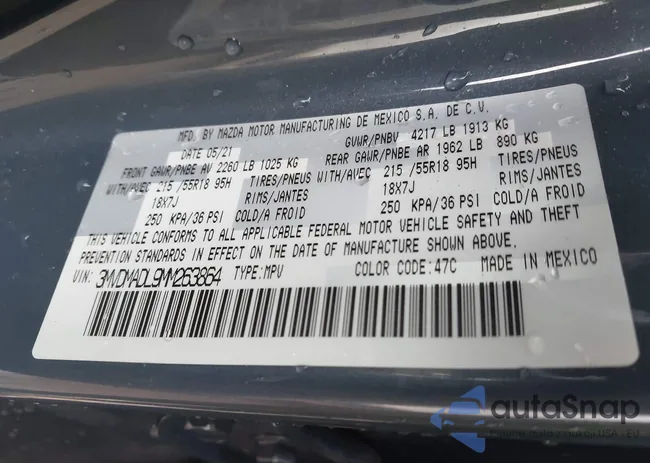 MFD. BY MAZDA MOTOR MANUFACTURING DE MEXICO S.A. DE C.V.
DATE 05/21 GVWR/PNBV 4217 LB 1913 KG
FRONT GAWR/PNBE AV 2260 LB 1025 KG REAR GAWR/PNBE AR 1962 LB 890 KG
WITH/AVEC 215 /55R18 95H TIRES/PNEUS WITH/AVEC 215 /55R18 95H TIRES/PNEUS
18X7J RIMS/JANTES 18X7J RIMS/JANTES
250 KPA/36 PSI COLD/A FROID 250 KPA/36 PSI COLD/A FROID
THIS VEHICLE CONFORMS TO ALL APPLICABLE FEDERAL MOTOR VEHICLE SAFETY AND THEFT
PREVENTION STANDARDS IN EFFECT ON THE DATE OF MANUFACTURE SHOWN ABOVE.
VIN: 3MVDMADL9MM263864 TYPE:MPV COLOR CODE:47C MADE IN MEXICO
autoSnap